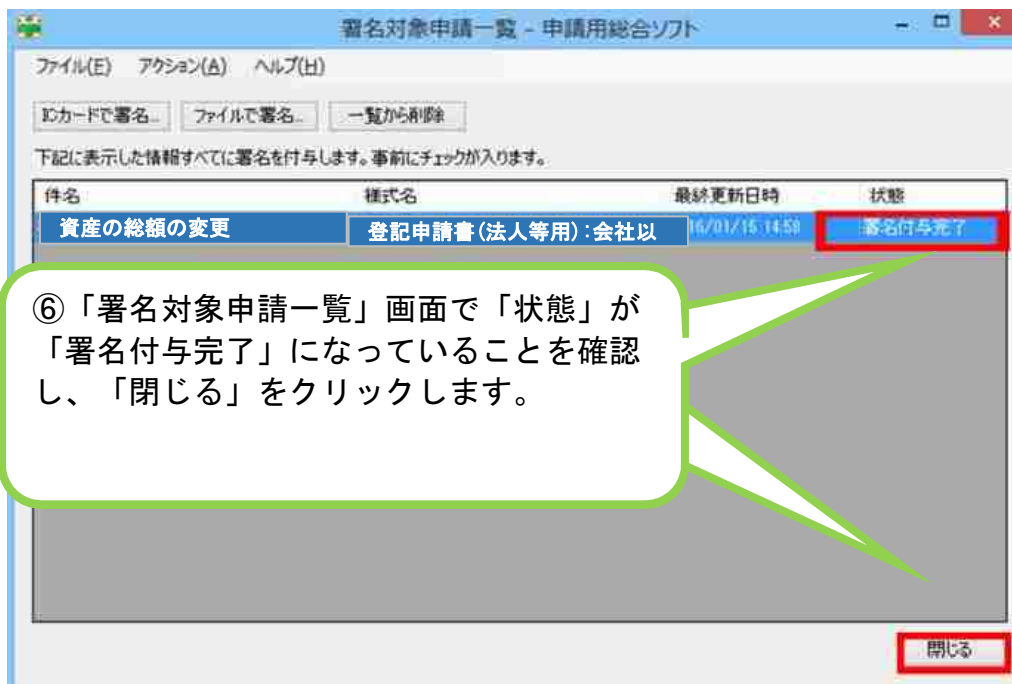 署名対象申請一覧 - 申請用総合ソフト
ファイル(E) アクション(A) ヘルプ(H)
ICカードで署名... ファイルで署名... 一覧から削除
下記に表示した情報すべてに署名を付与します。事前にチェックが入ります。
件名 様式名 最終更新日時 状態
資産の総額の変更 登記申請書(法人等用):会社以 16/01/15 14:58 署名付与完了
⑥「署名対象申請一覧」画面で「状態」が
「署名付与完了」になっていることを確認
し、「閉じる」をクリックします。
閉じる